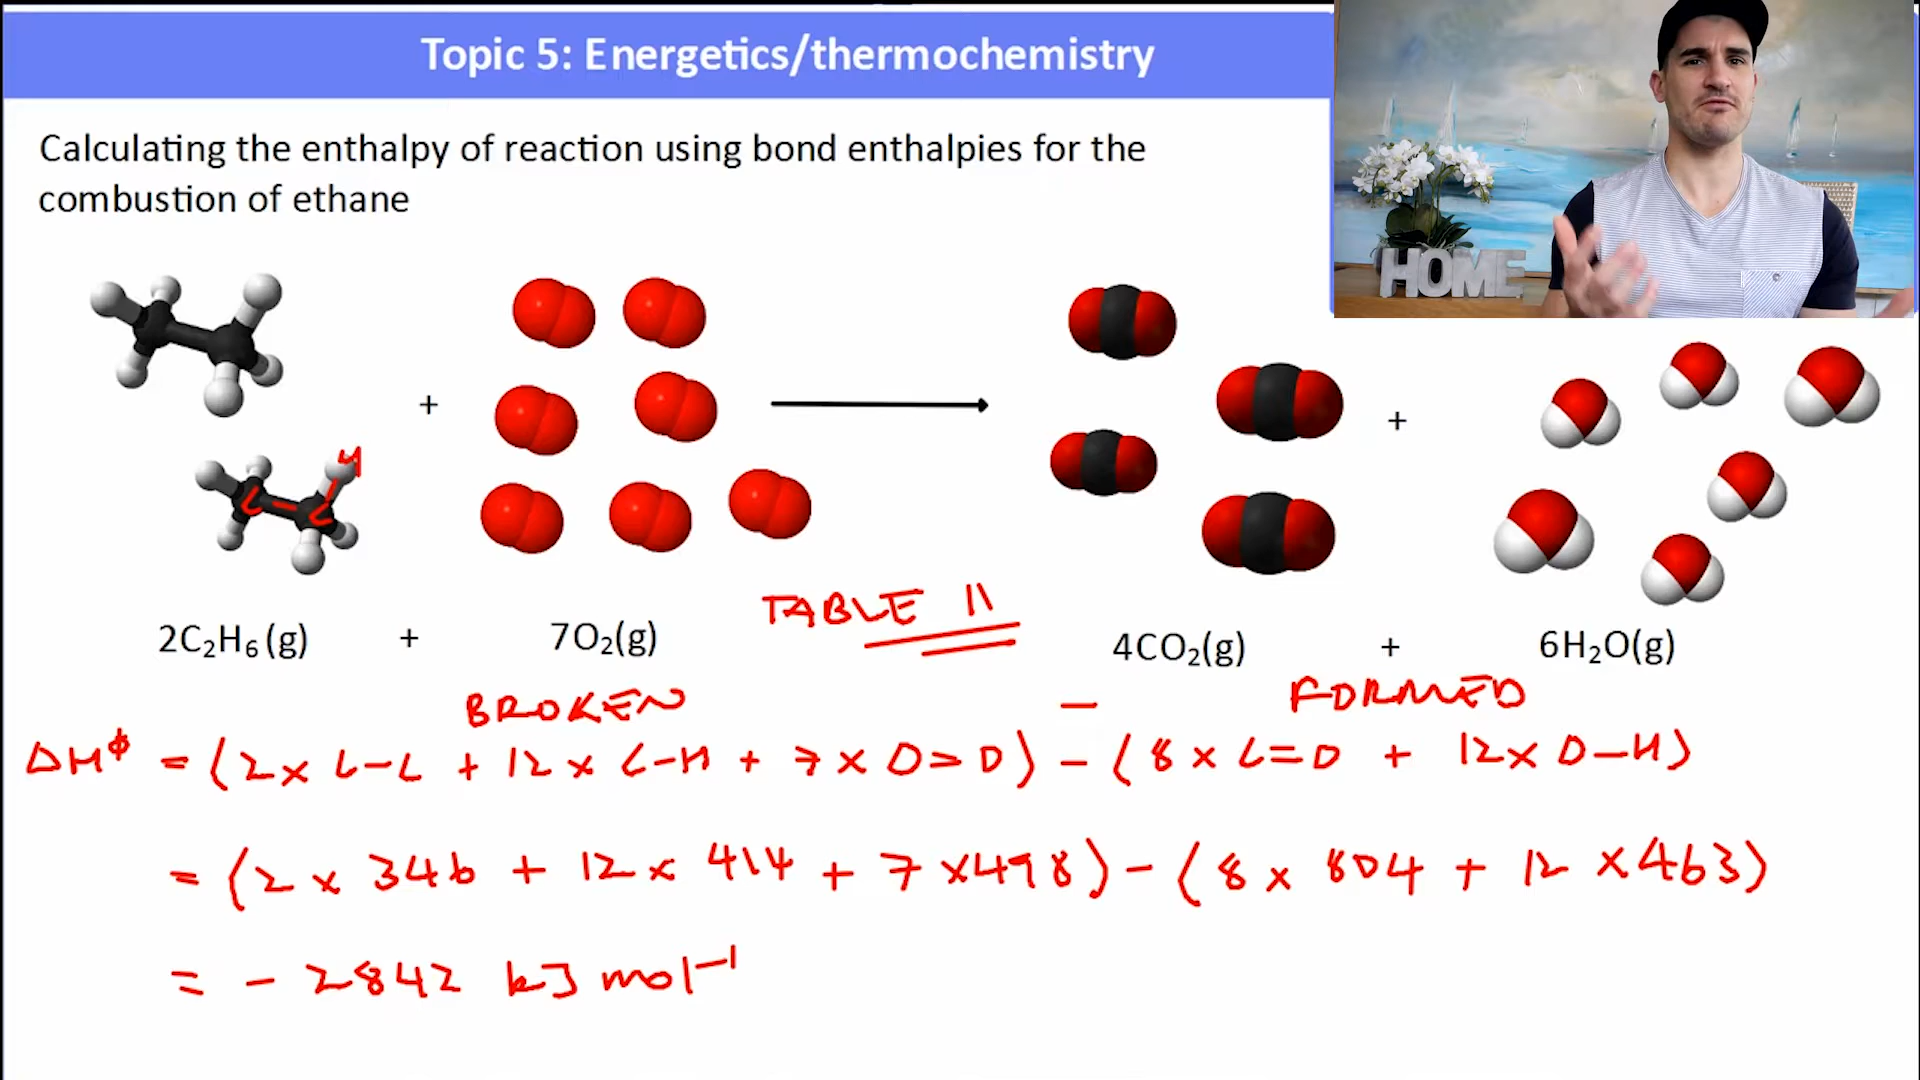 Topic 5: Energetics/thermochemistry
HOME
Calculating the enthalpy of reaction using bond enthalpies for the
combustion of ethane
+ +
C-C H
TABLE 11
2C₂H₆(g) + 7O₂(g) 4CO₂(g) + 6H₂O(g)
BROKEN - FORMED
ΔH⦵ = (2 x C-C + 12 x C-H + 7 x O=O) - (8 x C=O + 12 x O-H)
= (2 x 346 + 12 x 414 + 7 x 498) - (8 x 804 + 12 x 463)
= - 2842 kJ mol⁻¹